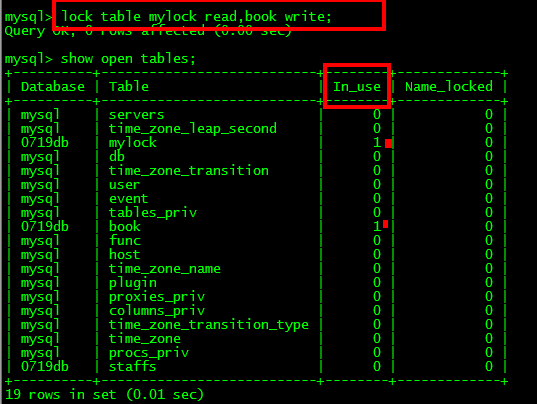 mysql> lock table mylock read,book write;
Query OK, 0 rows affected (0.00 sec)
mysql> show open tables;
+----------+----------------------+--------+-------------+
| Database | Table | In_use | Name_locked |
+----------+----------------------+--------+-------------+
| mysql | servers | 0 | 0 |
| mysql | time_zone_leap_second | 0 | 0 |
| 0719db | mylock | 1 | 0 |
| mysql | db | 0 | 0 |
| mysql | time_zone_transition | 0 | 0 |
| mysql | user | 0 | 0 |
| mysql | event | 0 | 0 |
| mysql | tables_priv | 0 | 0 |
| 0719db | book | 1 | 0 |
| mysql | func | 0 | 0 |
| mysql | host | 0 | 0 |
| mysql | time_zone_name | 0 | 0 |
| mysql | plugin | 0 | 0 |
| mysql | proxies_priv | 0 | 0 |
| mysql | columns_priv | 0 | 0 |
| mysql | time_zone_transition_type | 0 | 0 |
| mysql | time_zone | 0 | 0 |
| mysql | procs_priv | 0 | 0 |
| 0719db | staffs | 0 | 0 |
+----------+----------------------+--------+-------------+
19 rows in set (0.01 sec)